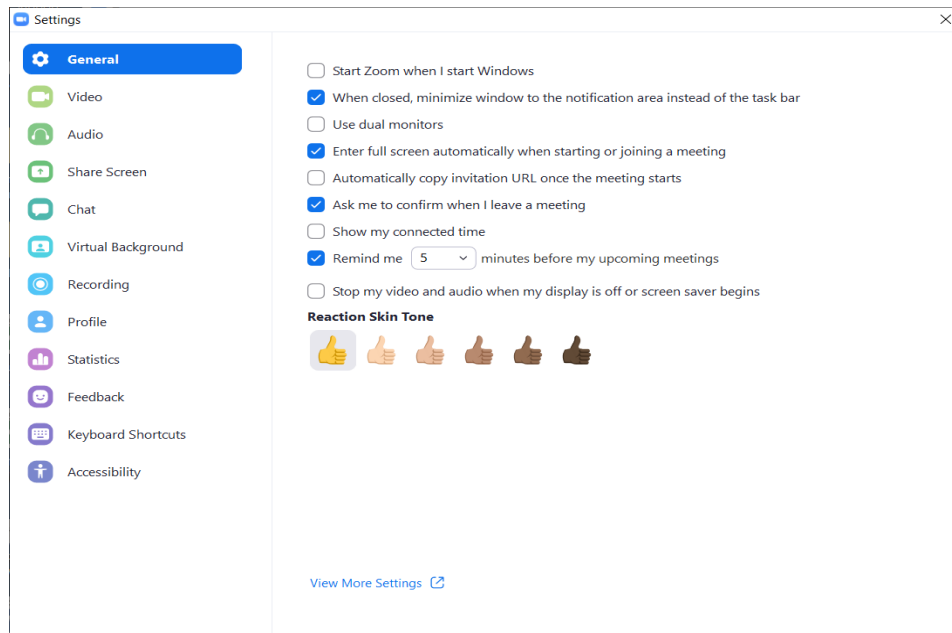 Settings
General
Video
Audio
Share Screen
Chat
Virtual Background
Recording
Profile
Statistics
Feedback
Keyboard Shortcuts
Accessibility
Start Zoom when I start Windows
When closed, minimize window to the notification area instead of the task bar
Use dual monitors
Enter full screen automatically when starting or joining a meeting
Automatically copy invitation URL once the meeting starts
Ask me to confirm when I leave a meeting
Show my connected time
Remind me 5 minutes before my upcoming meetings
Stop my video and audio when my display is off or screen saver begins
Reaction Skin Tone
View More Settings